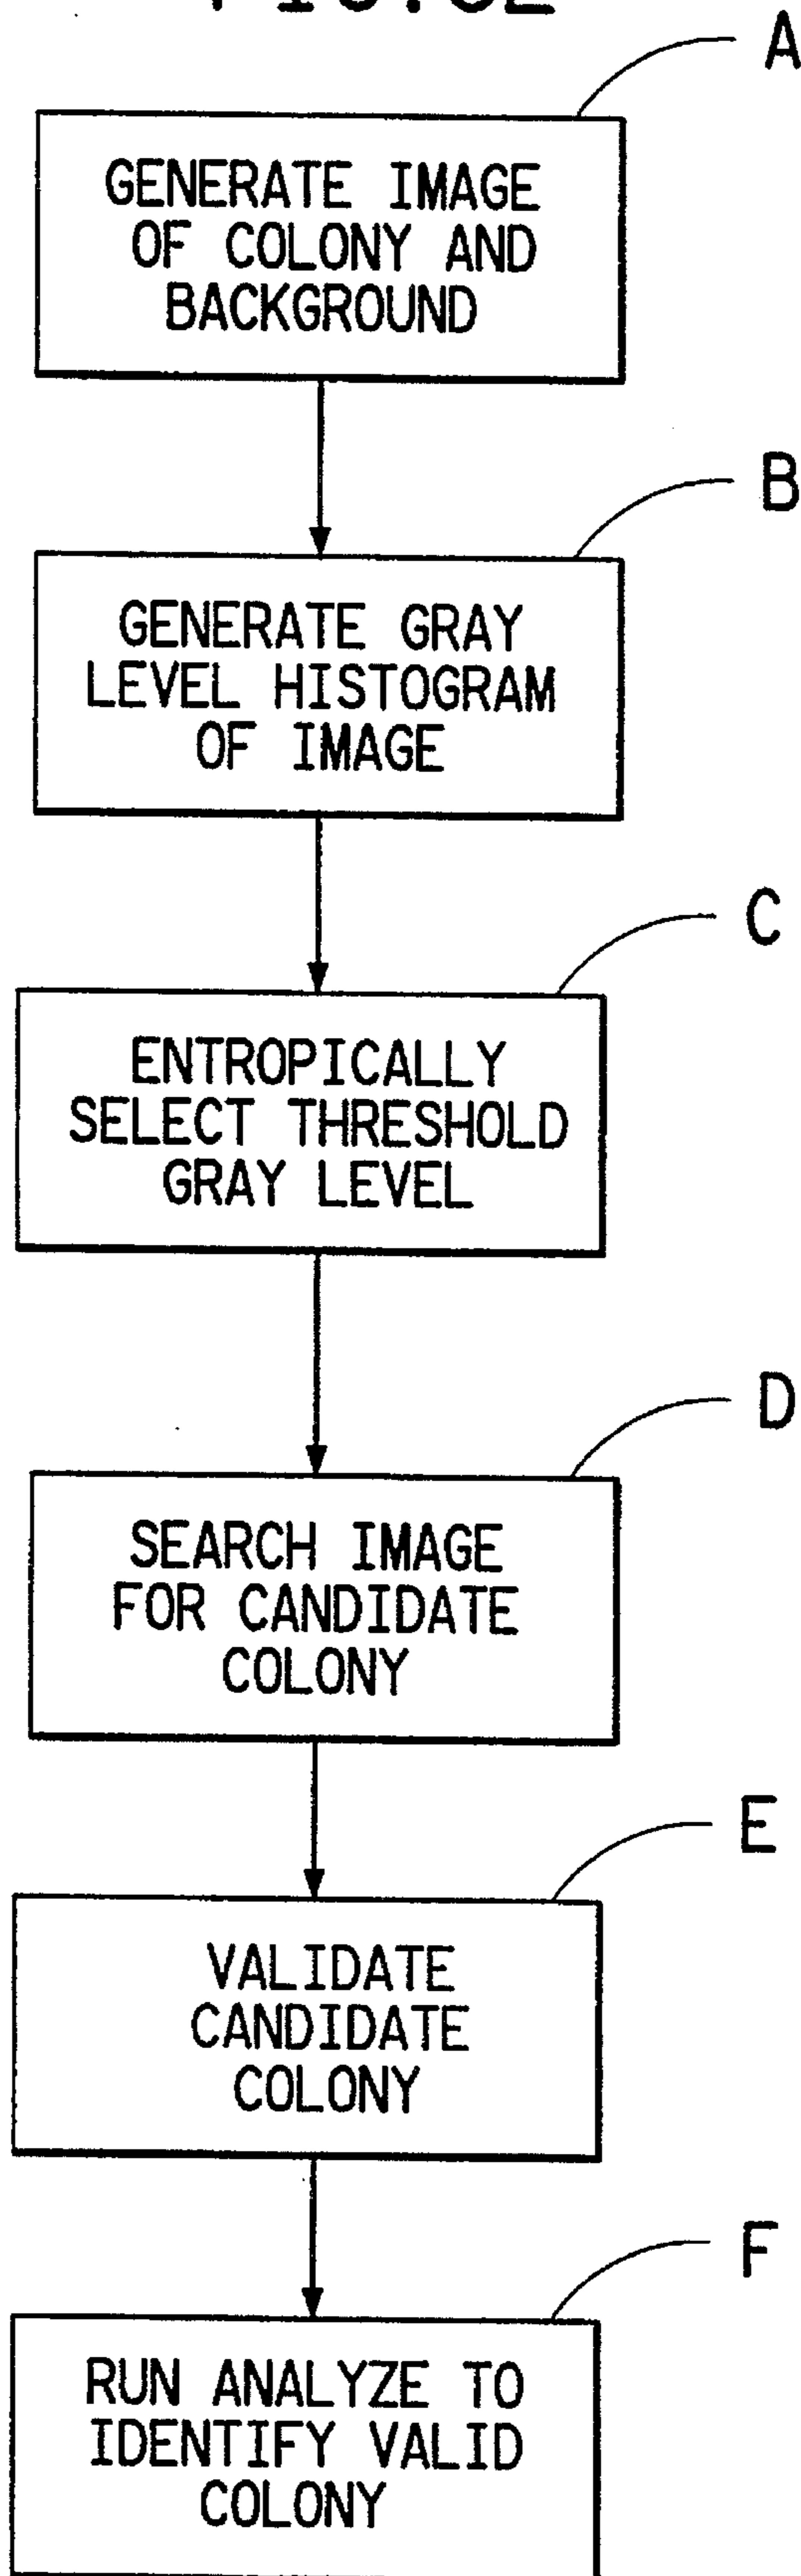 A
GENERATE IMAGE
OF COLONY AND
BACKGROUND
B
GENERATE GRAY
LEVEL HISTOGRAM
OF IMAGE
C
ENTROPICALLY
SELECT THRESHOLD
GRAY LEVEL
D
SEARCH IMAGE
FOR CANDIDATE
COLONY
E
VALIDATE
CANDIDATE
COLONY
F
RUN ANALYZE TO
IDENTIFY VALID
COLONY